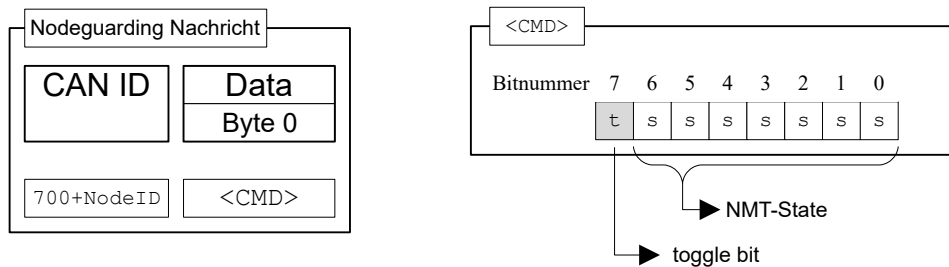 Nodeguarding Nachricht
CAN ID
Data
Byte 0
700+NodeID
<CMD>
<CMD>
Bitnummer 7 6 5 4 3 2 1 0
t s s s s s s s
NMT-State
toggle bit